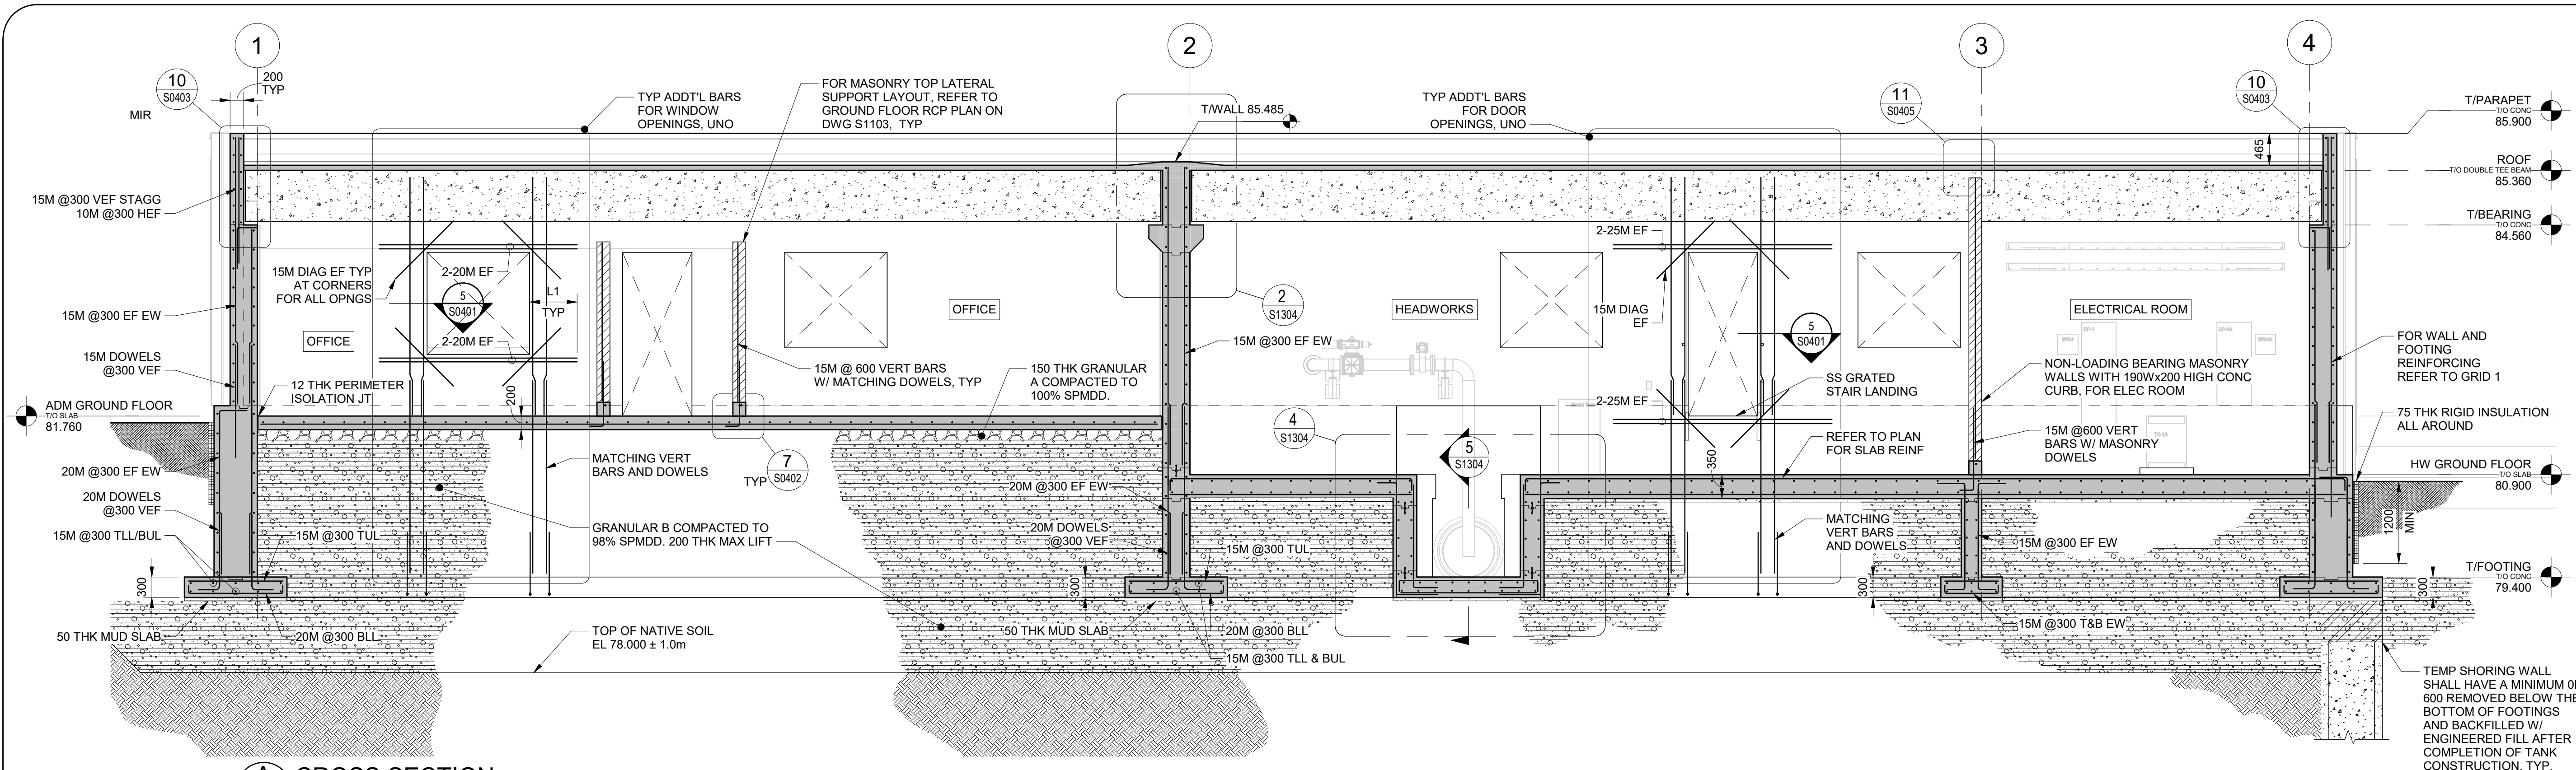 1
2
3
4
10
S0403
MIR
200
TYP
TYP ADDT'L BARS
FOR WINDOW
OPENINGS, UNO
FOR MASONRY TOP LATERAL
SUPPORT LAYOUT, REFER TO
GROUND FLOOR RCP PLAN ON
DWG S1103, TYP
T/WALL 85.485
TYP ADDT'L BARS
FOR DOOR
OPENINGS, UNO
11
S0405
10
S0403
T/PARAPET
T/O CONC
85.900
465
ROOF
T/O DOUBLE TEE BEAM
85.360
T/BEARING
T/O CONC
84.560
15M @300 VEF STAGG
10M @300 HEF
15M DIAG EF TYP
AT CORNERS
FOR ALL OPNGS
2-20M EF
5
S0401
L1
TYP
2-20M EF
OFFICE
OFFICE
15M @300 EF EW
15M DOWELS
@300 VEF
12 THK PERIMETER
ISOLATION JT
200
15M @ 600 VERT BARS
W/ MATCHING DOWELS, TYP
150 THK GRANULAR
A COMPACTED TO
100% SPMDD.
2
S1304
15M @300 EF EW
HEADWORKS
4
S1304
5
S1304
2-25M EF
15M DIAG
EF
2-25M EF
5
S0401
SS GRATED
STAIR LANDING
REFER TO PLAN
FOR SLAB REINF
350
ELECTRICAL ROOM
NON-LOADING BEARING MASONRY
WALLS WITH 190Wx200 HIGH CONC
CURB, FOR ELEC ROOM
15M @600 VERT
BARS W/ MASONRY
DOWELS
FOR WALL AND
FOOTING
REINFORCING
REFER TO GRID 1
75 THK RIGID INSULATION
ALL AROUND
ADM GROUND FLOOR
T/O SLAB
81.760
20M @300 EF EW
20M DOWELS
@300 VEF
15M @300 TLL/BUL
15M @300 TUL
300
50 THK MUD SLAB
20M @300 BLL
MATCHING VERT
BARS AND DOWELS
7
S0402
TYP
GRANULAR B COMPACTED TO
98% SPMDD. 200 THK MAX LIFT
TOP OF NATIVE SOIL
EL 78.000 ± 1.0m
20M @300 EF EW
20M DOWELS
@300 VEF
15M @300 TUL
300
50 THK MUD SLAB
20M @300 BLL
15M @300 TLL & BUL
MATCHING
VERT BARS
AND DOWELS
15M @300 EF EW
300
15M @300 T&B EW
HW GROUND FLOOR
T/O SLAB
80.900
1200
MIN
T/FOOTING
T/O CONC
79.400
300
TEMP SHORING WALL
SHALL HAVE A MINIMUM
600 REMOVED BELOW
BOTTOM OF FOOTINGS
AND BACKFILLED W/
ENGINEERED FILL AFTER
COMPLETION OF TANK
CONSTRUCTION, TYP.
CROSS SECTION